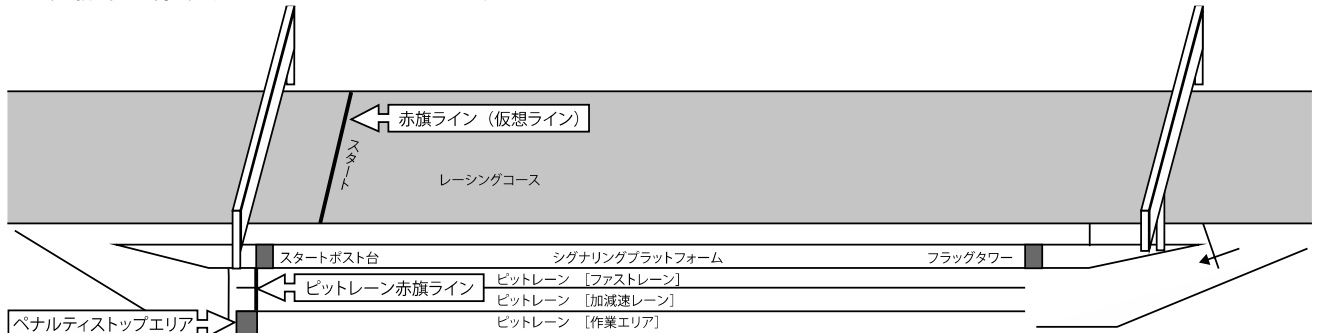 赤旗ライン（仮想ライン）
スタート
レーシングコース
スタートポスト台
シグナリングプラットフォーム
フラッグタワー
ピットレーン ［ファストレーン］
ピットレーン赤旗ライン
ピットレーン ［加減速レーン］
ペナルティストップエリア
ピットレーン ［作業エリア］